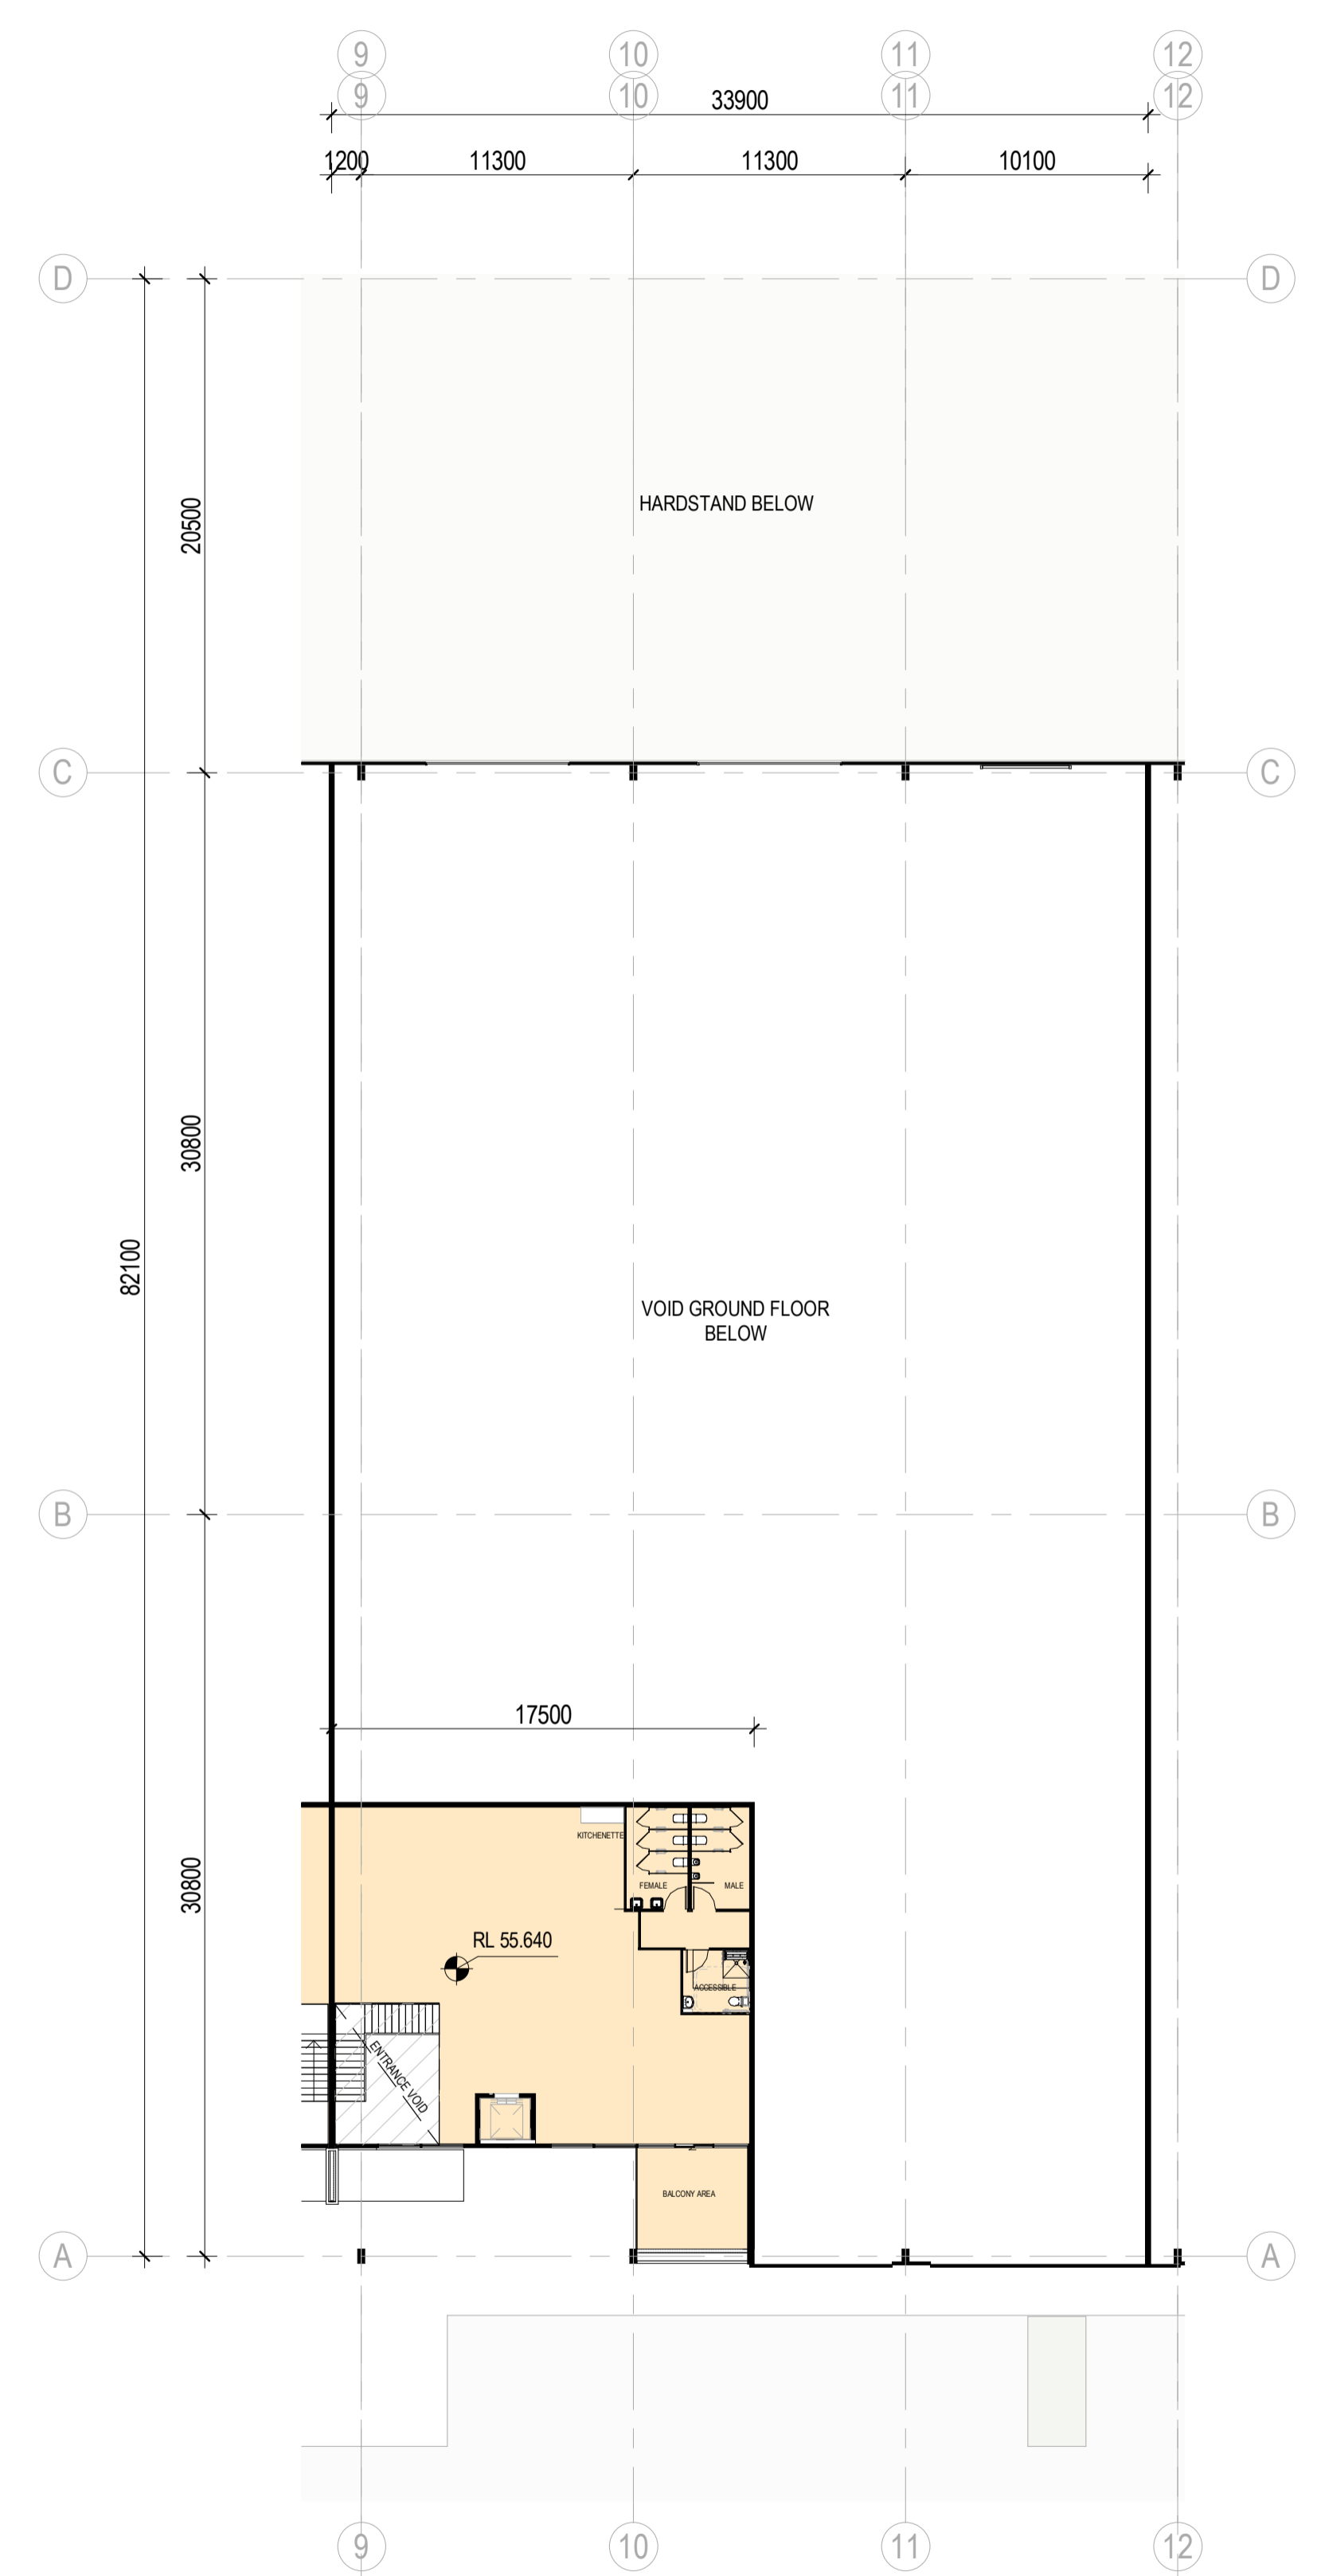 9 10 11 12
9 10 11 12
33900
1200 11300 11300 10100
D D
20500
HARDSTAND BELOW
C C
30800
82100
VOID GROUND FLOOR
BELOW
B B
17500
30800
KITCHENETTE
FEMALE MALE
RL 55.640
ACCESSIBLE
ENTRANCE VOID
BALCONY AREA
A A
9 10 11 12